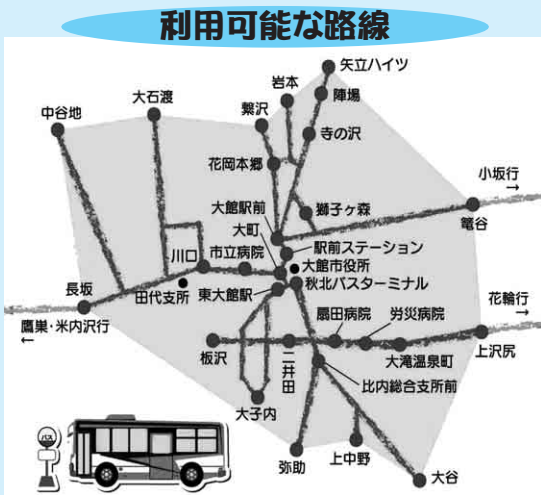 利用可能な路線
矢立ハイツ
岩本
陣場
大石渡
中谷地
繋沢
寺の沢
花岡本郷
小坂行
→
大館駅前
獅子ヶ森
篭谷
大町
駅前ステーション
市立病院
大館市役所
川口
秋北バスターミナル
東大館駅
田代支所
長坂
花輪行
→
鷹巣・米内沢行
←
扇田病院
労災病院
板沢
二井田
大滝温泉町
上沢尻
比内総合支所前
大子内
バス
弥助
上中野
大谷